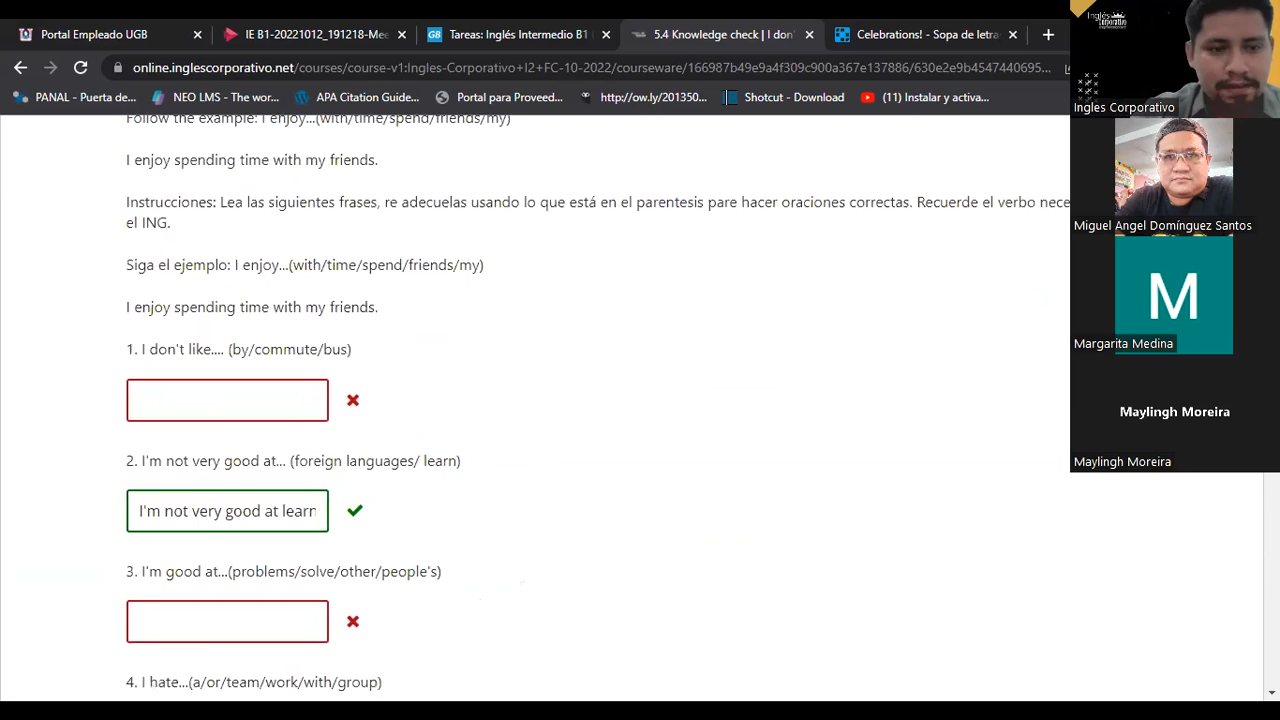 Portal Empleado UGB
IE B1-20221012_191218-Mee
Tareas: Inglés Intermedio B1 (
5.4 Knowledge check | I don'
Celebrations! - Sopa de letra
online.inglescorporativo.net/courses/course-v1:Ingles-Corporativo+I2+FC-10-2022/courseware/166987b49e9a4f309c900a367e137886/630e2e9b4547440695...
PANAL - Puerta de...
NEO LMS - The wor...
APA Citation
Portal para Proveed...
http://ow.ly/201350...
Shotcut - Download
(11) Instalar y activa...
Follow the example: I enjoy...(with/time/spend/friends/my)
I enjoy spending time with my friends.
Instrucciones: Lea las siguientes frases, re adecuelas usando lo que está en el parentesis pare hacer oraciones correctas. Recuerde el verbo nece
el ING.
Siga el ejemplo: I enjoy...(with/time/spend/friends/my)
I enjoy spending time with my friends.
1. I don't like.... (by/commute/bus)
2. I'm not very good at... (foreign languages/ learn)
I'm not very good at learn
3. I'm good at...(problems/solve/other/people's)
4. I hate...(a/or/team/work/with/group)
Inglés
Corporativo
Ingles Corporativo
Miguel Angel Domínguez Santos
M
Margarita Medina
Maylingh Moreira
Maylingh Moreira